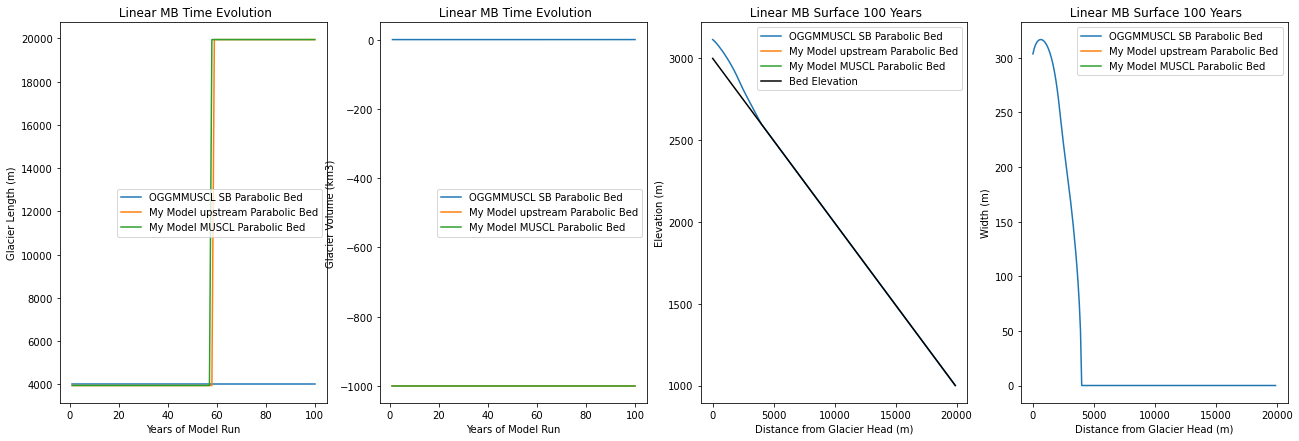 Linear MB Time Evolution
Glacier Length (m)
20000
18000
16000
14000
12000
10000
8000
6000
4000
OGGMMUSCL SB Parabolic Bed
My Model upstream Parabolic Bed
My Model MUSCL Parabolic Bed
0 20 40 60 80 100
Years of Model Run
Linear MB Time Evolution
Glacier Volume (km3)
0
−200
−400
−600
−800
−1000
OGGMMUSCL SB Parabolic Bed
My Model upstream Parabolic Bed
My Model MUSCL Parabolic Bed
0 20 40 60 80 100
Years of Model Run
Linear MB Surface 100 Years
Elevation (m)
3000
2500
2000
1500
1000
OGGMMUSCL SB Parabolic Bed
My Model upstream Parabolic Bed
My Model MUSCL Parabolic Bed
Bed Elevation
0 5000 10000 15000 20000
Distance from Glacier Head (m)
Linear MB Surface 100 Years
Width (m)
300
250
200
150
100
50
0
OGGMMUSCL SB Parabolic Bed
My Model upstream Parabolic Bed
My Model MUSCL Parabolic Bed
0 5000 10000 15000 20000
Distance from Glacier Head (m)